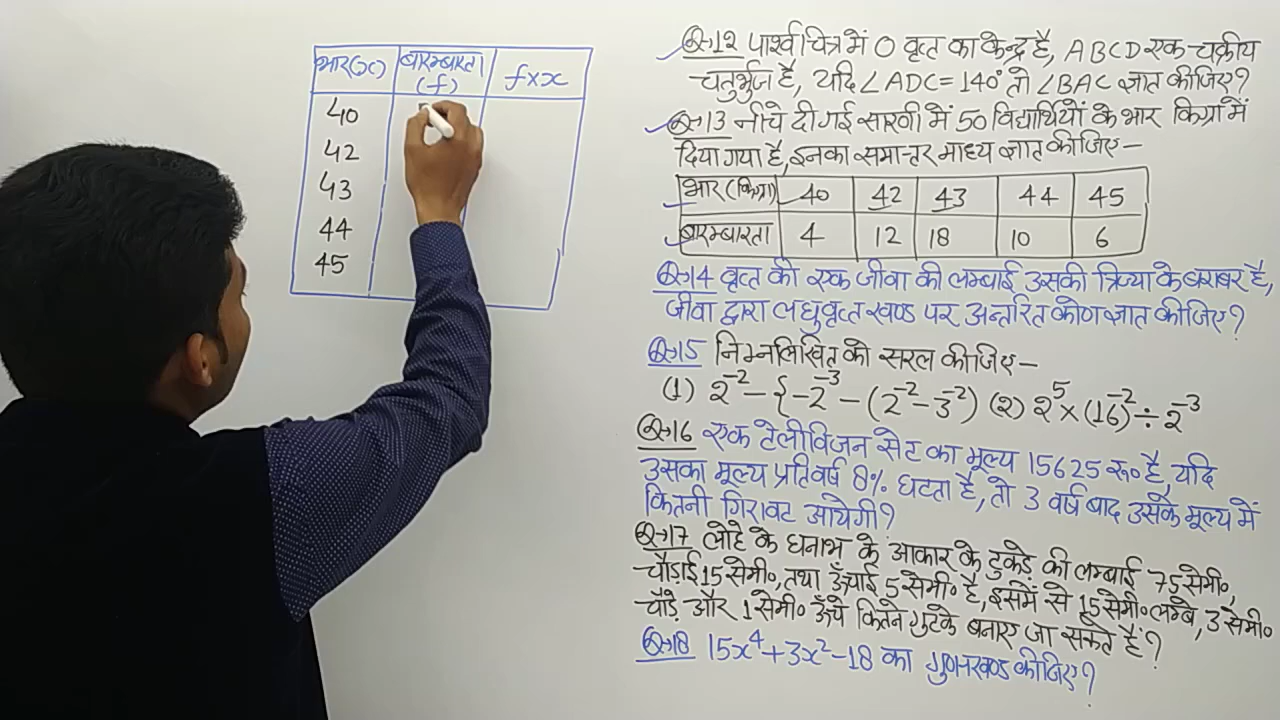 भार(x) बारम्बारता (f) f×x
40
42
43
44
45
Q→12 पार्श्व चित्र में O वृत्त का केन्द्र है, ABCD एक चक्रीय
चतुर्भुज है, यदि ∠ADC = 140° तो ∠BAC ज्ञात कीजिए?
Q→13 नीचे दी गई सारणी में 50 विद्यार्थियों के भार किग्रा में
दिया गया है, इनका समान्तर माध्य ज्ञात कीजिए—
भार(किग्रा) 40 42 43 44 45
बारम्बारता 4 12 18 10 6
Q→14 वृत्त की एक जीवा की लम्बाई उसकी त्रिज्या के बराबर है,
जीवा द्वारा लघुवृत्त खण्ड पर अन्तरित कोण ज्ञात कीजिए?
Q→15 निम्नलिखित को सरल कीजिए—
(1) 2⁻² − {−2⁻³ − (2⁻² − 3⁻²) (2) 2⁵ × (16)⁻² ÷ 2⁻³
Q→16 एक टेलीविजन सेट का मूल्य 15625 रु० है, यदि
उसका मूल्य प्रतिवर्ष 8% घटता है, तो 3 वर्ष बाद उसके मूल्य में
कितनी गिरावट आयेगी?
Q→17 लोहे के घनाभ के आकार के टुकड़े की लम्बाई 75 सेमी०,
चौड़ाई 15 सेमी०, तथा ऊँचाई 5 सेमी० है, इसमें से 15 सेमी० लम्बे, 3 सेमी०
चौड़े और 1 सेमी० ऊँचे कितने गुटके बनाए जा सकते हैं?
Q→18 15x⁴+3x²−18 का गुणनखण्ड कीजिए?